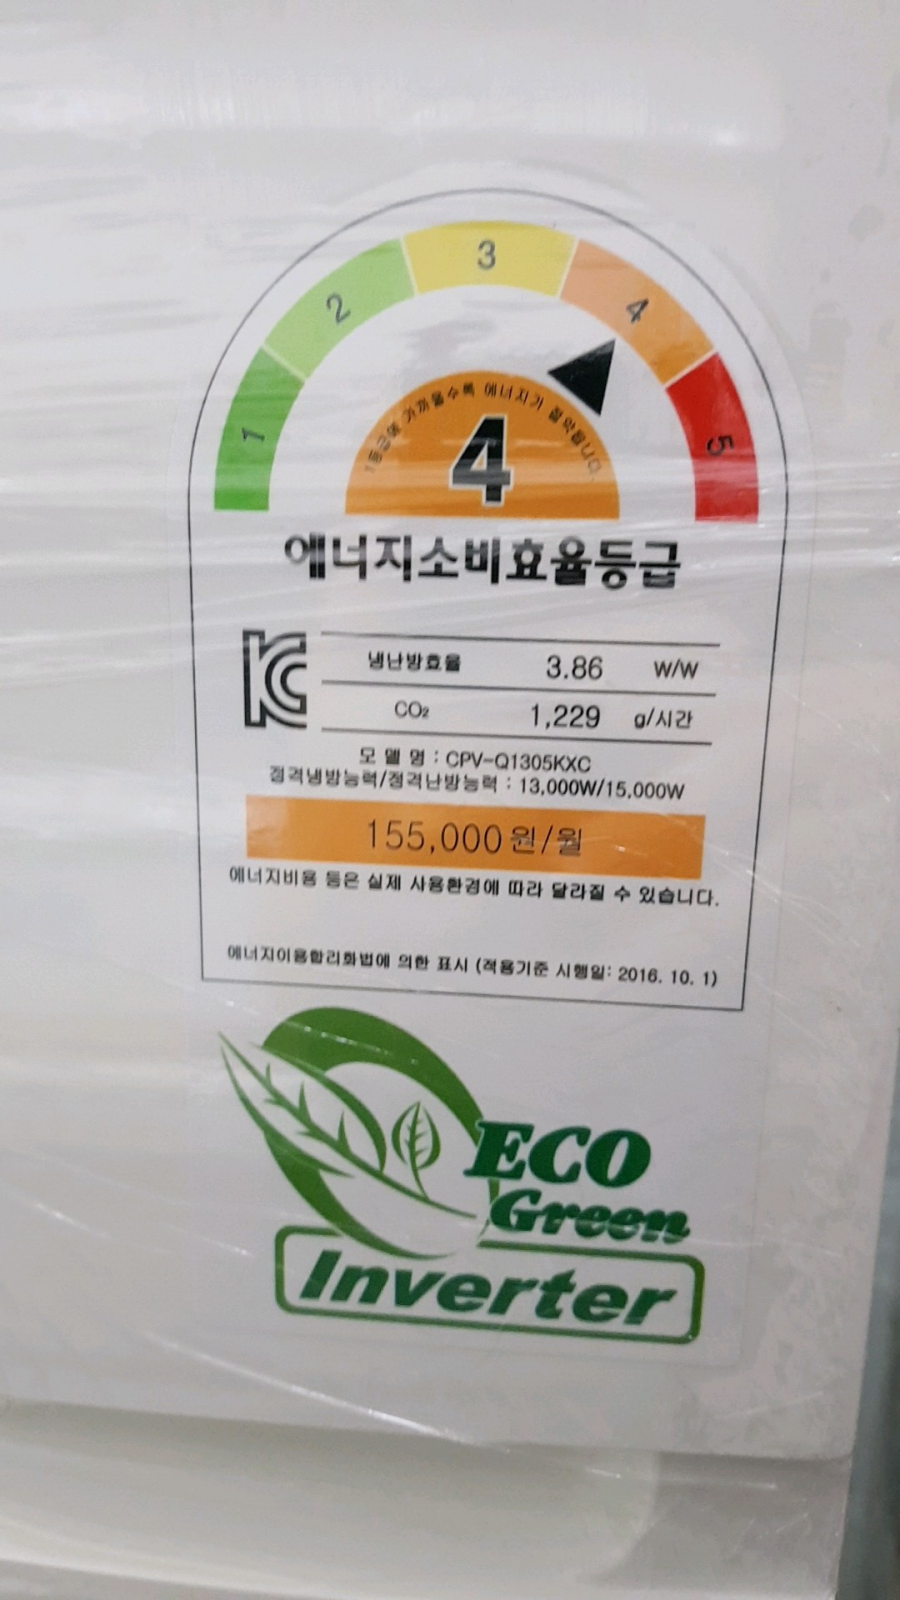 1
2
3
4
5
1등급에 가까울수록 에너지가 절약됩니다.
4
에너지소비효율등급
냉난방효율 3.86 W/W
CO₂ 1,229 g/시간
모 델 명 : CPV-Q1305KXC
정격냉방능력/정격난방능력 : 13,000W/15,000W
155,000원/월
에너지비용 등은 실제 사용환경에 따라 달라질 수 있습니다.
에너지이용합리화법에 의한 표시 (적용기준 시행일: 2016. 10. 1)
ECO
Green
Inverter